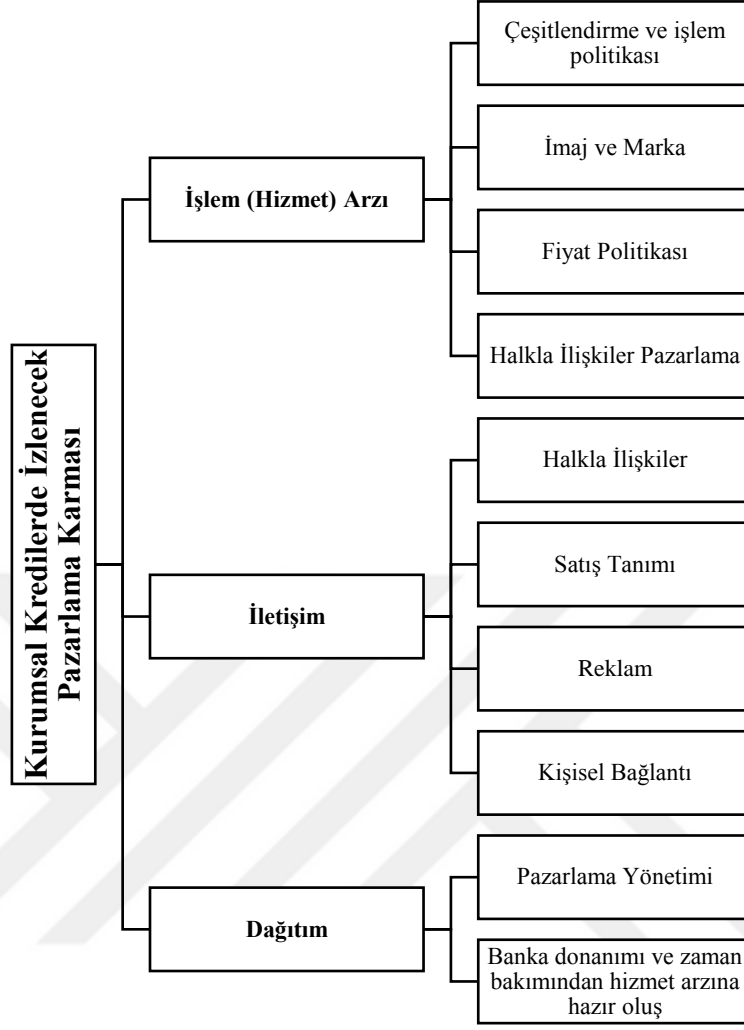 Kurumsal Kredilerde İzlenecek
Pazarlama Karması
İşlem (Hizmet) Arzı
Çeşitlendirme ve işlem
politikası
İmaj ve Marka
Fiyat Politikası
Halkla İlişkiler Pazarlama
İletişim
Halkla İlişkiler
Satış Tanımı
Reklam
Kişisel Bağlantı
Dağıtım
Pazarlama Yönetimi
Banka donanımı ve zaman
bakımından hizmet arzına
hazır oluş